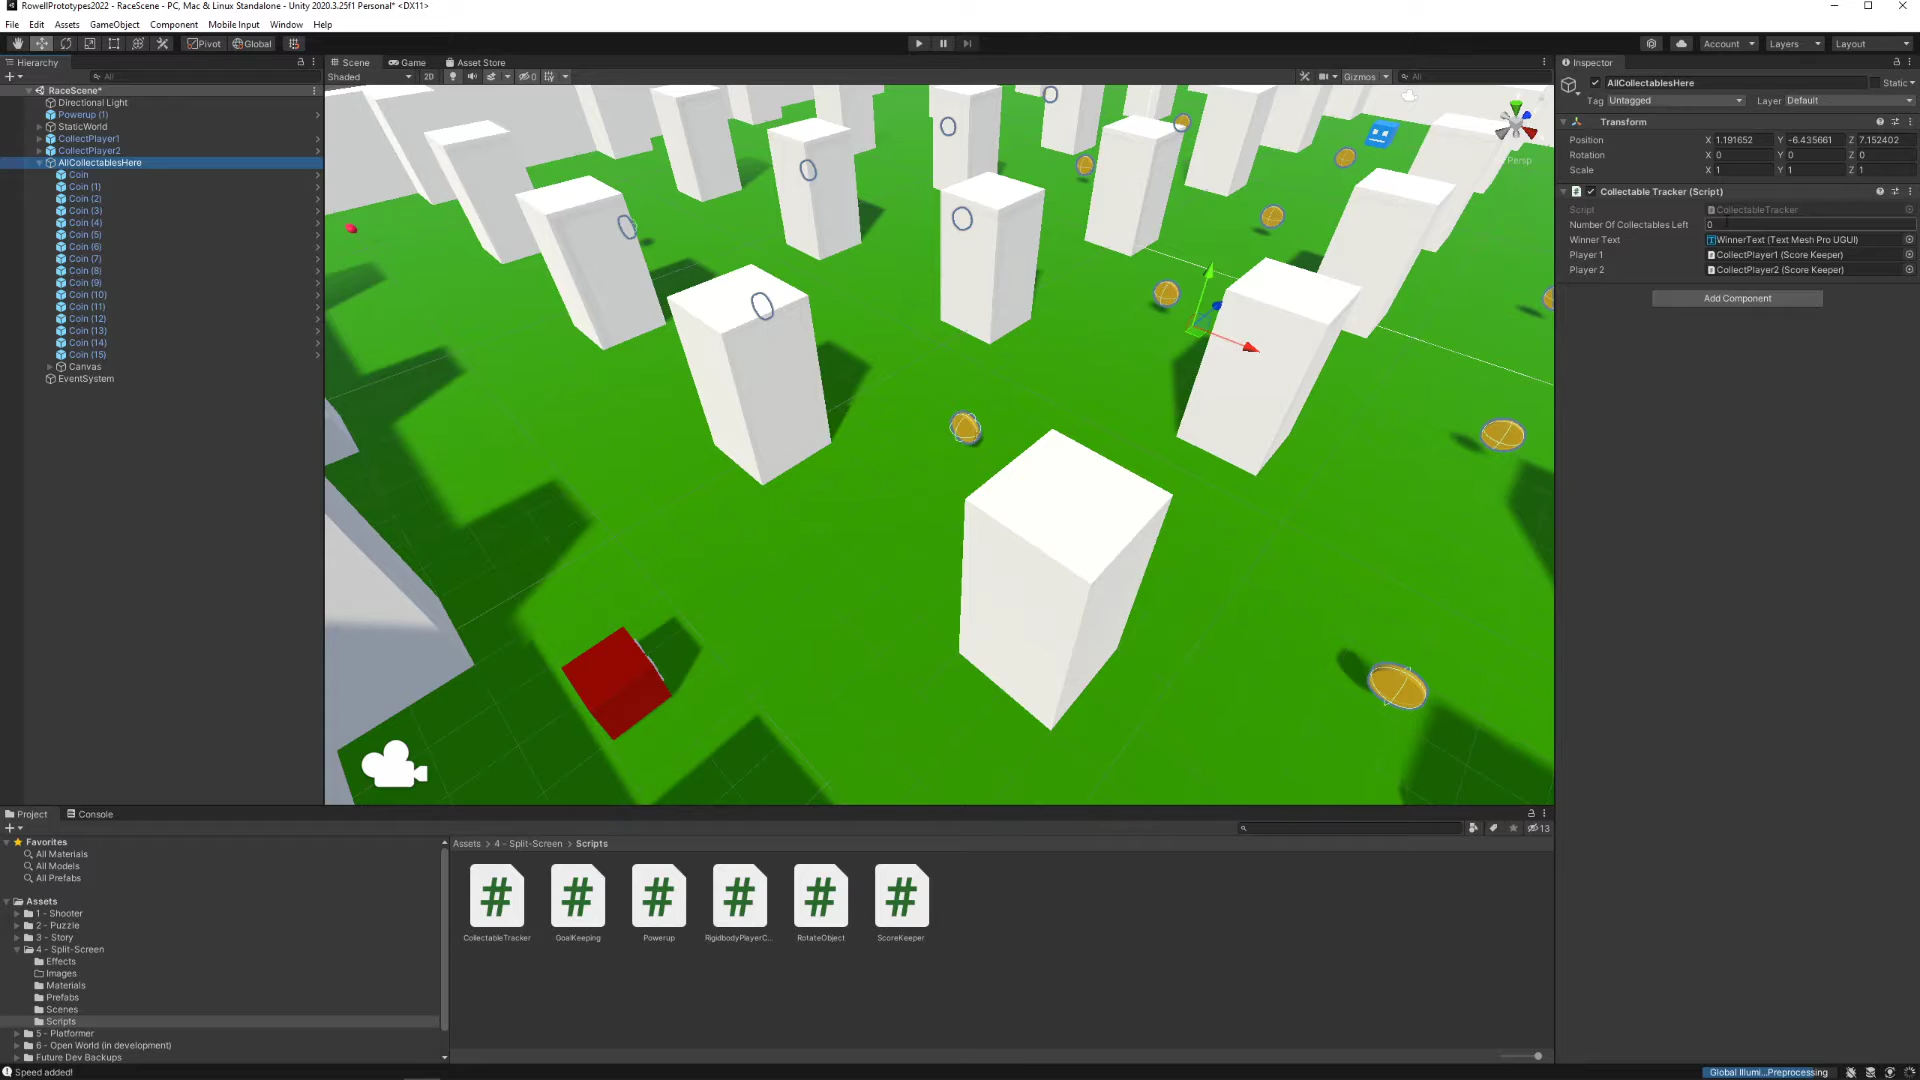 RowellPrototypes2022 - RaceScene - PC, Mac & Linux Standalone - Unity 2020.3.25f1 Personal* <DX11>
File Edit Assets GameObject Component Mobile Input Window Help
Pivot Global Account Layers Layout
Hierarchy
All
RaceScene*
Directional Light
Powerup (1)
StaticWorld
CollectPlayer1
CollectPlayer2
AllCollectablesHere
Coin
Coin (1)
Coin (2)
Coin (3)
Coin (4)
Coin (5)
Coin (6)
Coin (7)
Coin (8)
Coin (9)
Coin (10)
Coin (11)
Coin (12)
Coin (13)
Coin (14)
Coin (15)
Canvas
EventSystem
Scene Game Asset Store
Shaded 2D 0 Gizmos All
Persp
Inspector
AllCollectablesHere Static
Tag Untagged Layer Default
Transform
Position X 1.191652 Y -6.435661 Z 7.152402
Rotation X 0 Y 0 Z 0
Scale X 1 Y 1 Z 1
Collectable Tracker (Script)
Script CollectableTracker
Number Of Collectables Left 0
Winner Text WinnerText (Text Mesh Pro UGUI)
Player 1 CollectPlayer1 (Score Keeper)
Player 2 CollectPlayer2 (Score Keeper)
Add Component
Project Console
13
Favorites
All Materials
All Models
All Prefabs
Assets
1 - Shooter
2 - Puzzle
3 - Story
4 - Split-Screen
Effects
Images
Materials
Prefabs
Scenes
Scripts
5 - Platformer
6 - Open World (in development)
Future Dev Backups
Assets > 4 - Split-Screen > Scripts
CollectableTracker GoalKeeping Powerup RigidbodyPlayerC... RotateObject ScoreKeeper
Speed added!
Global Illumi...Preprocessing